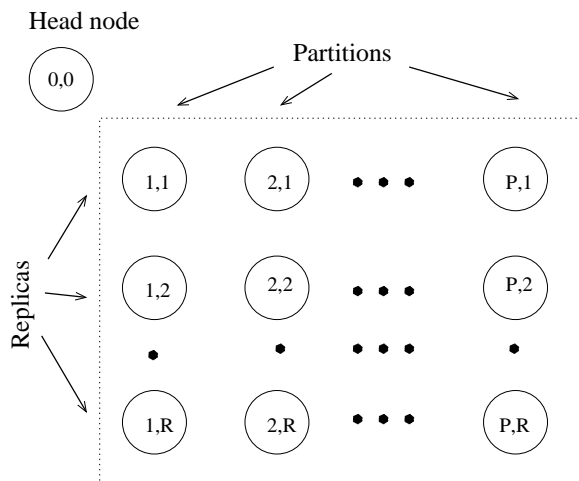 Head node
0,0
Partitions
Replicas
1,1
2,1
P,1
1,2
2,2
P,2
1,R
2,R
P,R